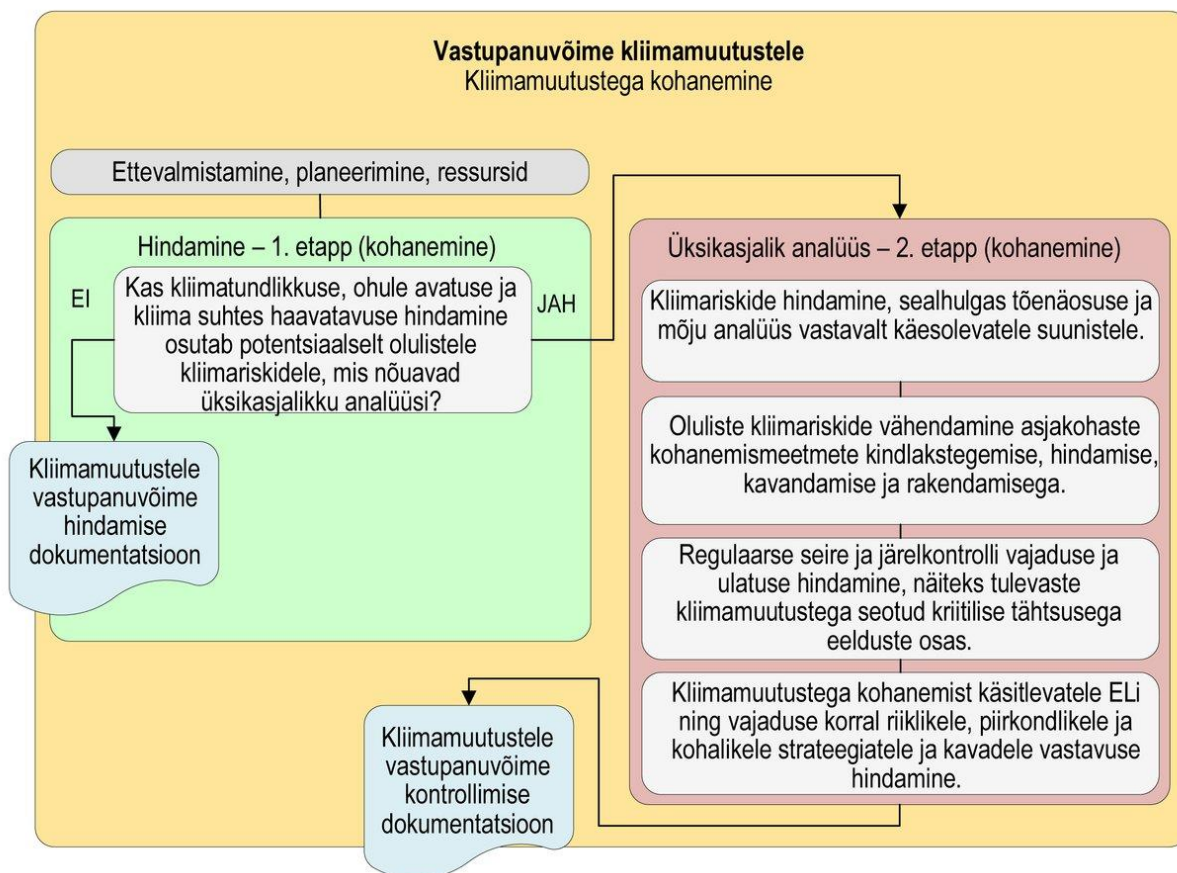 Vastupanuvõime kliimamuutustele
Kliimamuutustega kohanemine
Ettevalmistamine, planeerimine, ressursid
Hindamine – 1. etapp (kohanemine)
EI
Kas kliimatundlikkuse, ohule avatuse ja
kliima suhtes haavatavuse hindamine
osutab potentsiaalselt olulistele
kliimariskidele, mis nõuavad
üksikasjalikku analüüsi?
JAH
Kliimamuutustele
vastupanuvõime
hindamise
dokumentatsioon
Üksikasjalik analüüs – 2. etapp (kohanemine)
Kliimariskide hindamine, sealhulgas tõenäosuse ja
mõju analüüs vastavalt käesolevatele suunistele.
Oluliste kliimariskide vähendamine asjakohaste
kohanemismeetmete kindlakstegemise, hindamise,
kavandamise ja rakendamisega.
Regulaarse seire ja järelkontrolli vajaduse ja
ulatuse hindamine, näiteks tulevaste
kliimamuutustega seotud kriitilise tähtsusega
eelduste osas.
Kliimamuutustega kohanemist käsitlevatele ELi
ning vajaduse korral riiklikele, piirkondlikele ja
kohalikele strateegiatele ja kavadele vastavuse
hindamine.
Kliimamuutustele
vastupanuvõime
kontrollimise
dokumentatsioon